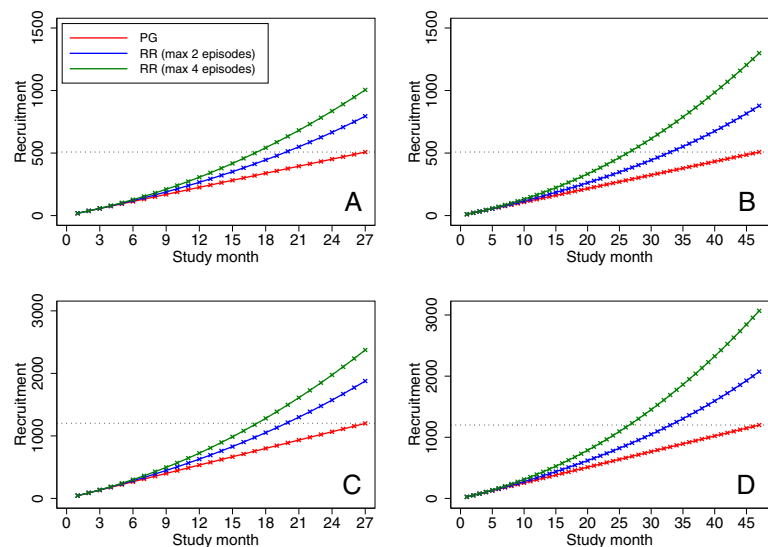 PG
RR (max 2 episodes)
RR (max 4 episodes)
Recruitment
1500
1000
500
0
0 3 6 9 12 15 18 21 24 27
Study month
A
Recruitment
1500
1000
500
0
0 5 10 15 20 25 30 35 40 45
Study month
B
Recruitment
3000
2000
1000
0
0 3 6 9 12 15 18 21 24 27
Study month
C
Recruitment
3000
2000
1000
0
0 5 10 15 20 25 30 35 40 45
Study month
D